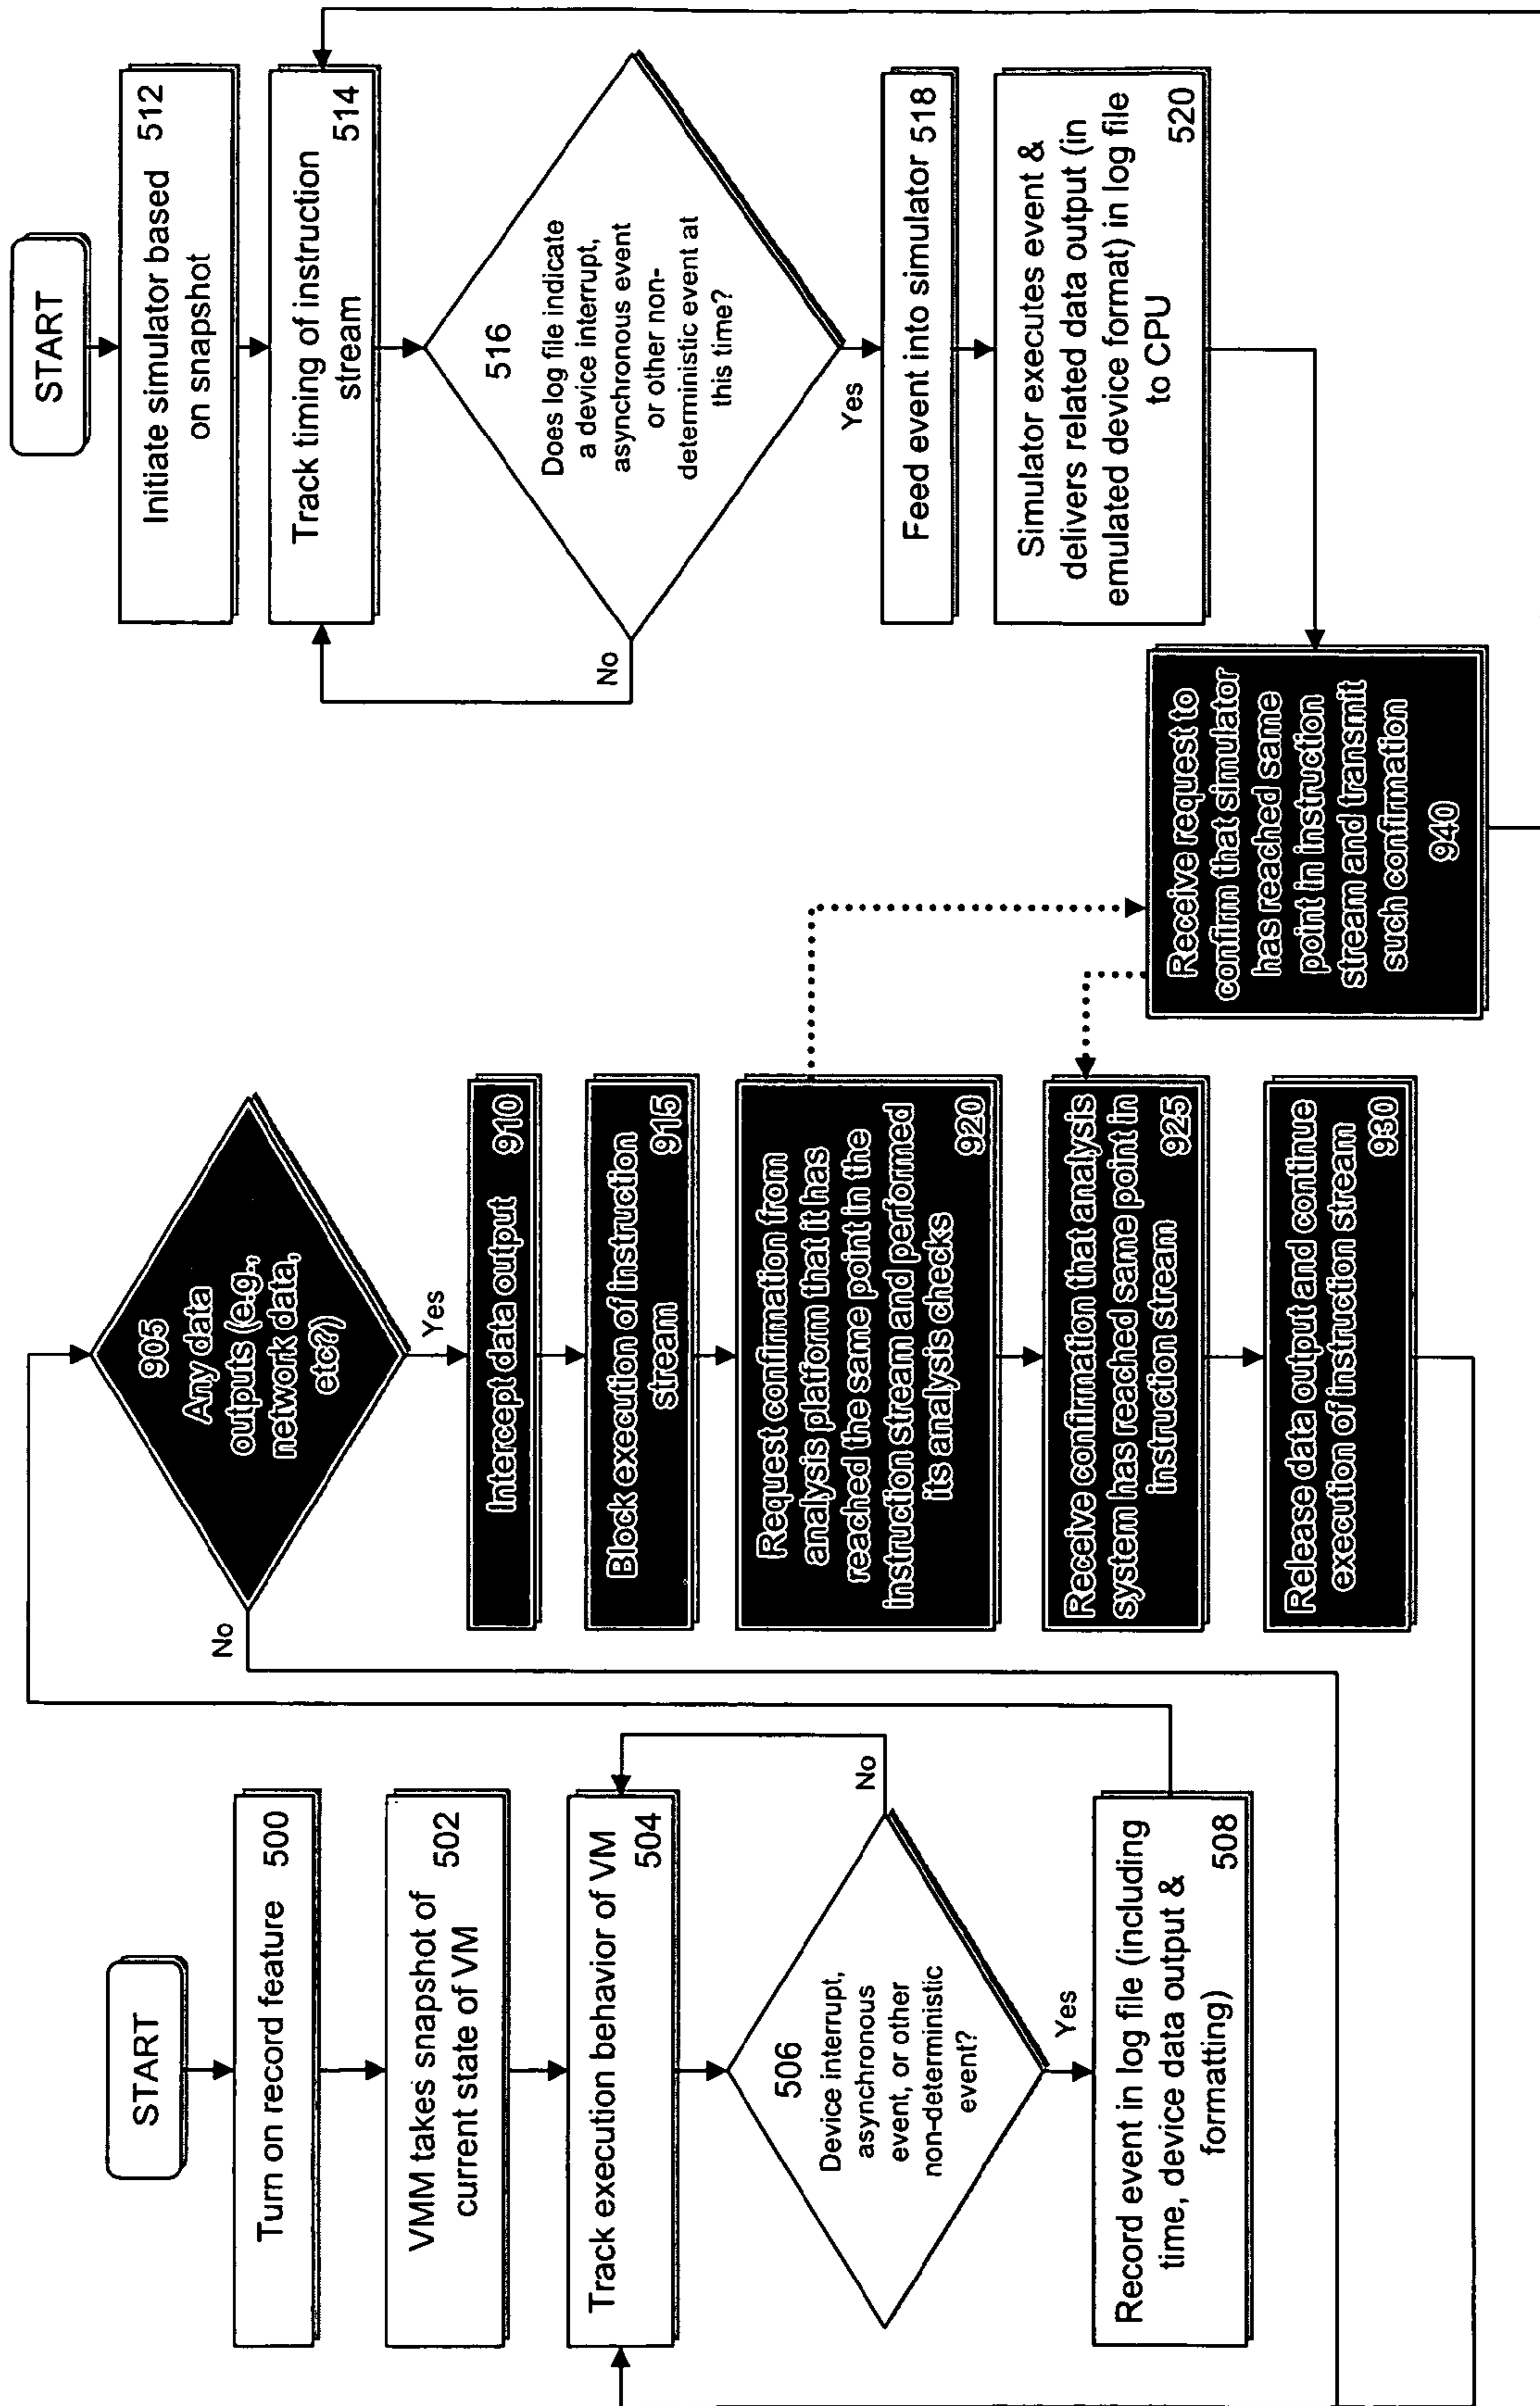 START
Turn on record feature 500
VMM takes snapshot of
current state of VM 502
Track execution behavior of VM
504
506
Device interrupt,
asynchronous
event, or other
non-deterministic
event?
No
Yes
Record event in log file (including
time, device data output &
formatting) 508
905
Any data
outputs (e.g.,
network data,
etc?)
No
Yes
Intercept data output 910
Block execution of instruction
stream 915
Request confirmation from
analysis platform that it has
reached the same point in the
instruction stream and performed
its analysis checks 920
Receive confirmation that analysis
system has reached same point in
instruction stream 925
Release data output and continue
execution of instruction stream
930
START
Initiate simulator based 512
on snapshot
Track timing of instruction
stream 514
516
Does log file indicate
a device interrupt,
asynchronous event
or other non-
deterministic event at
this time?
No
Yes
Feed event into simulator 518
Simulator executes event &
delivers related data output (in
emulated device format) in log file
to CPU 520
Receive request to
confirm that simulator
has reached same
point in instruction
stream and transmit
such confirmation
940